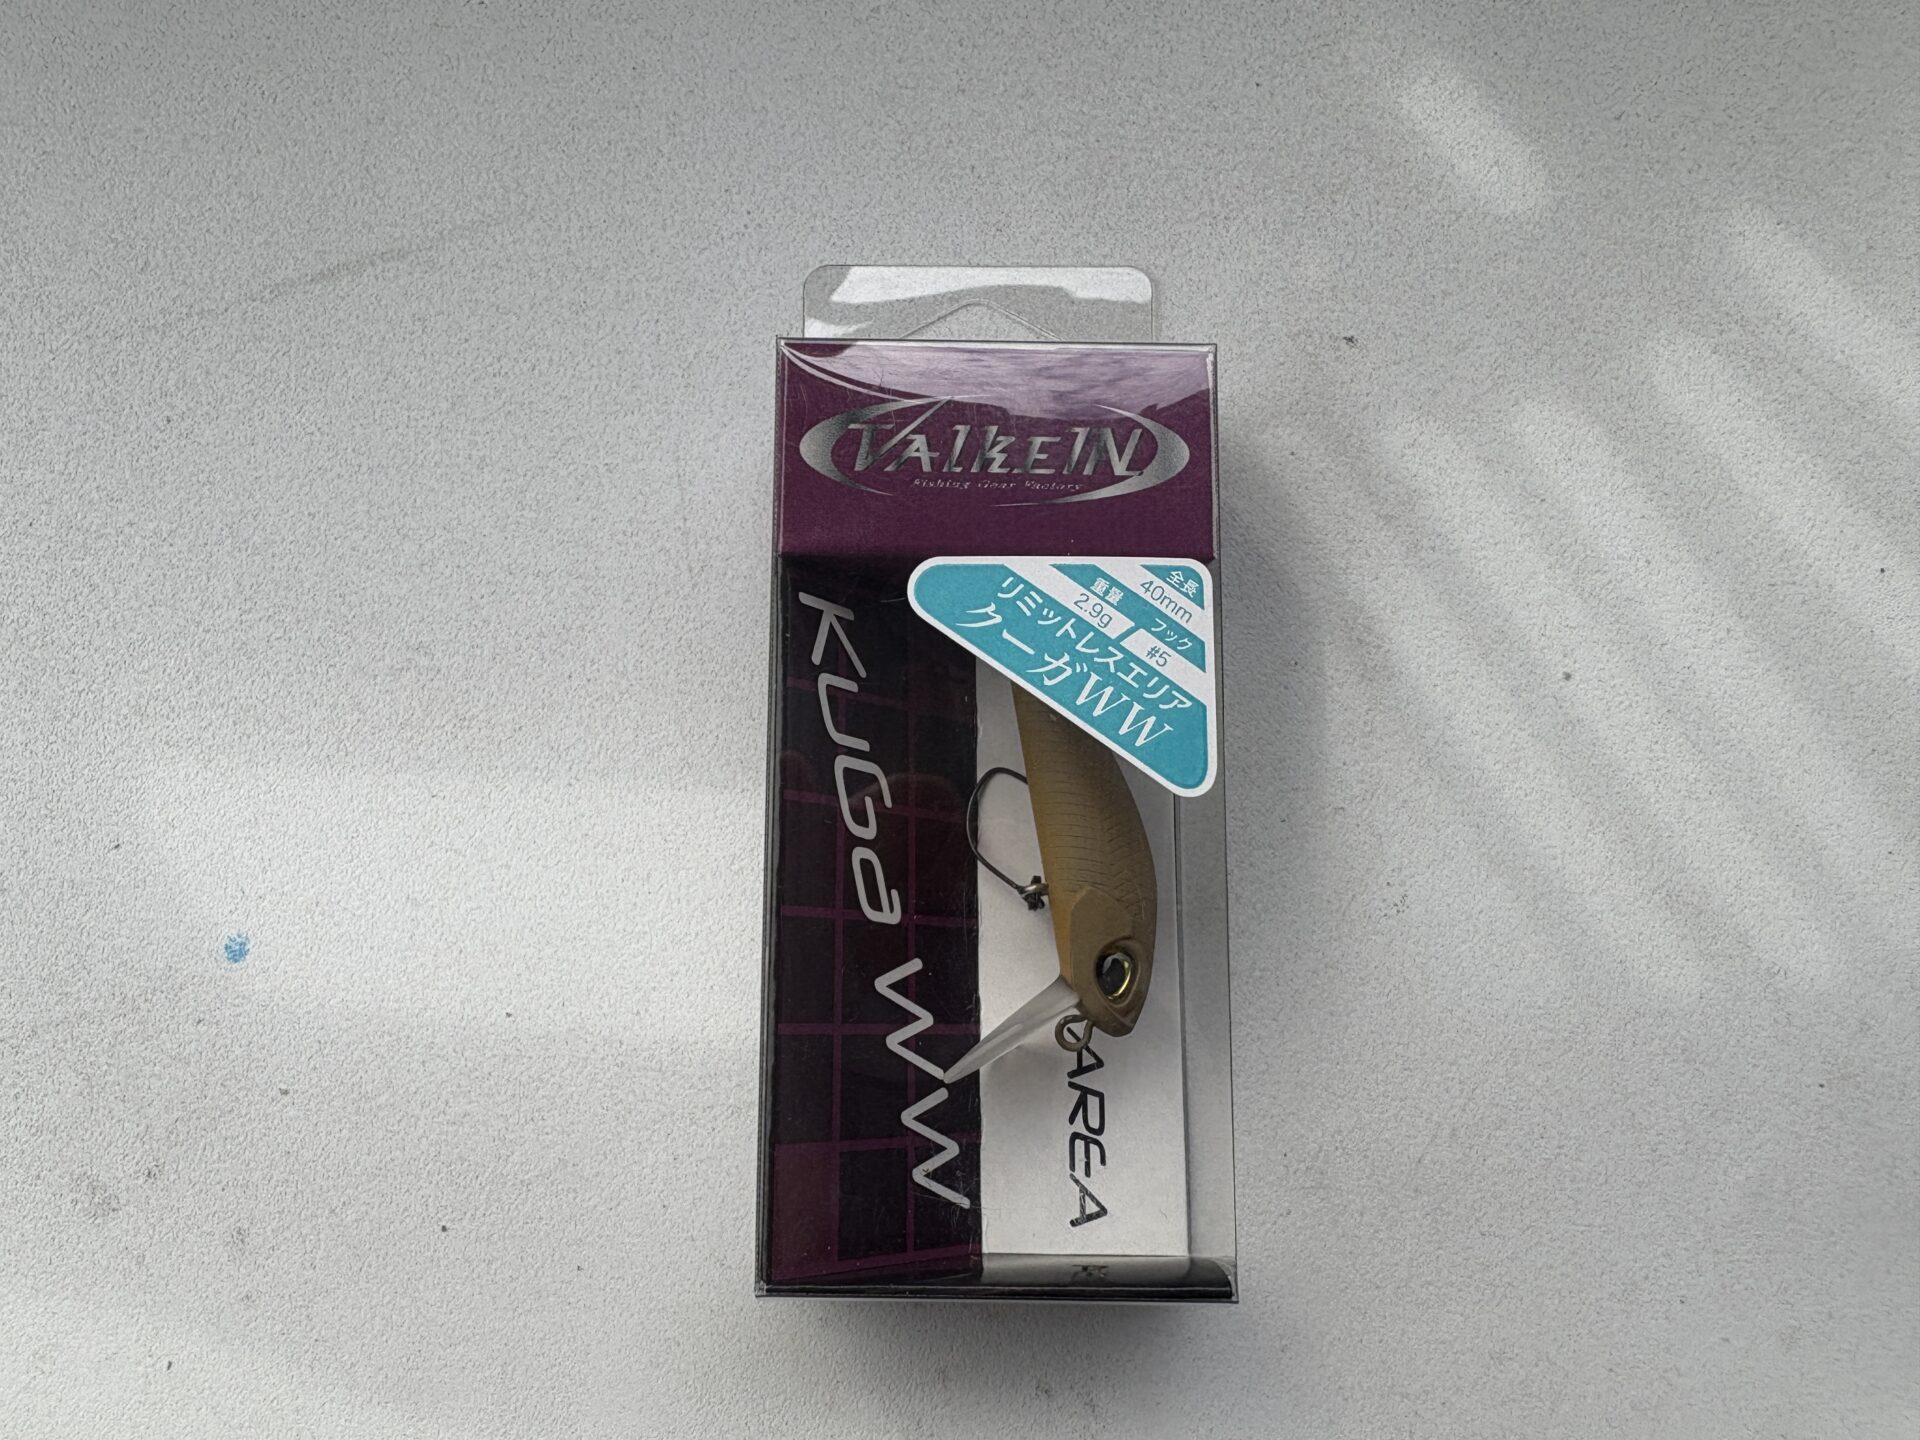 ValkeIN
Fishing Gear Factory
全長
40mm
重量
2.9g
フック
#5
リミットレスエリア
クーガWW
Kuga WW
AREA